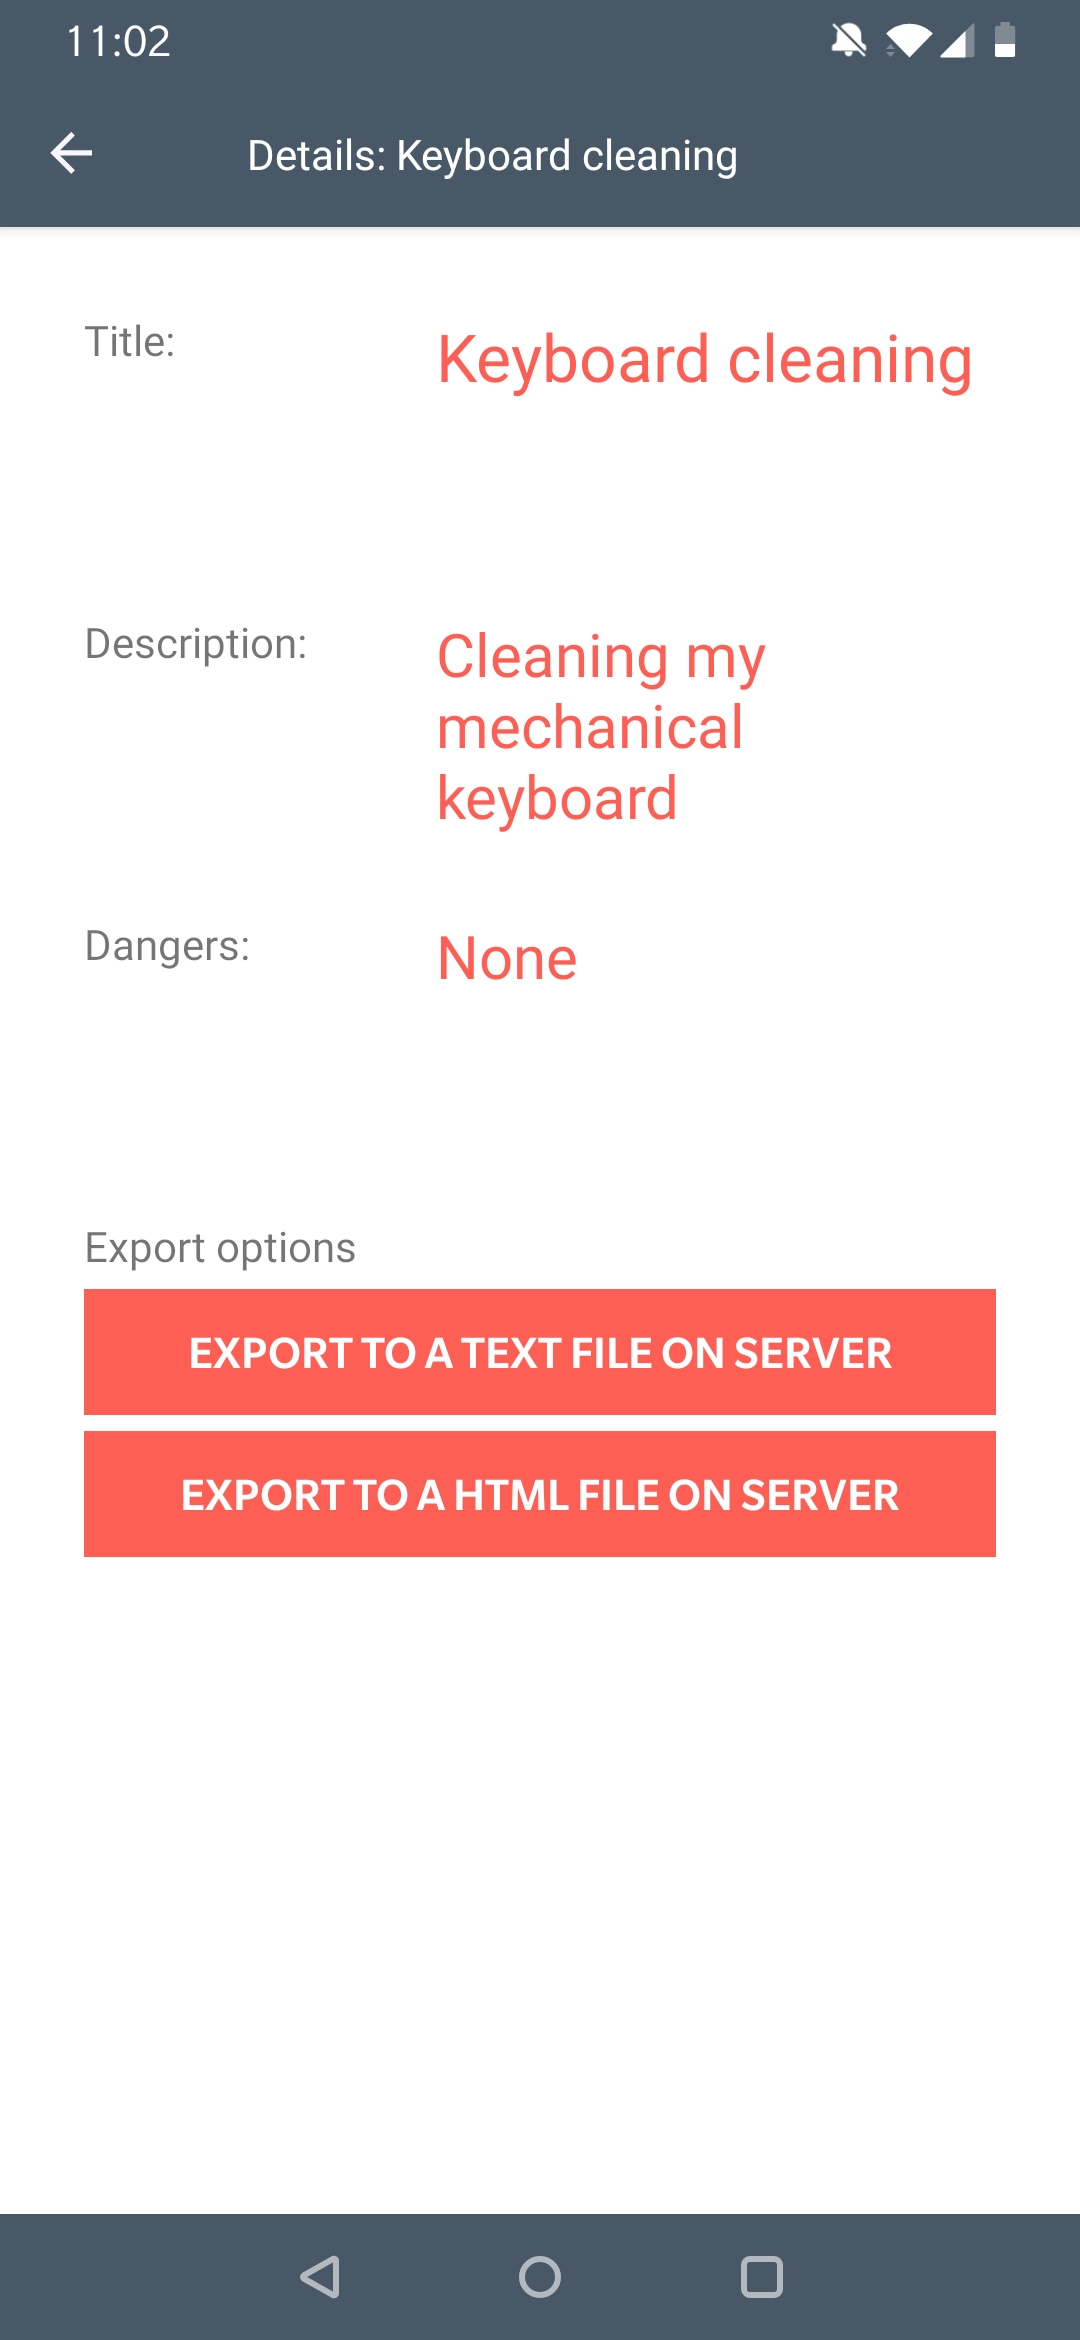 11:02
Details: Keyboard cleaning
Title:
Keyboard cleaning
Description:
Cleaning my
mechanical
keyboard
Dangers:
None
Export options
EXPORT TO A TEXT FILE ON SERVER
EXPORT TO A HTML FILE ON SERVER